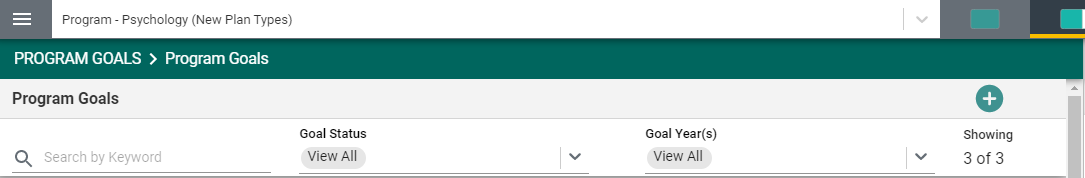 Program - Psychology (New Plan Types)
PROGRAM GOALS > Program Goals
Program Goals
Goal Status
Goal Year(s)
Showing
Search by Keyword
View All
View All
3 of 3